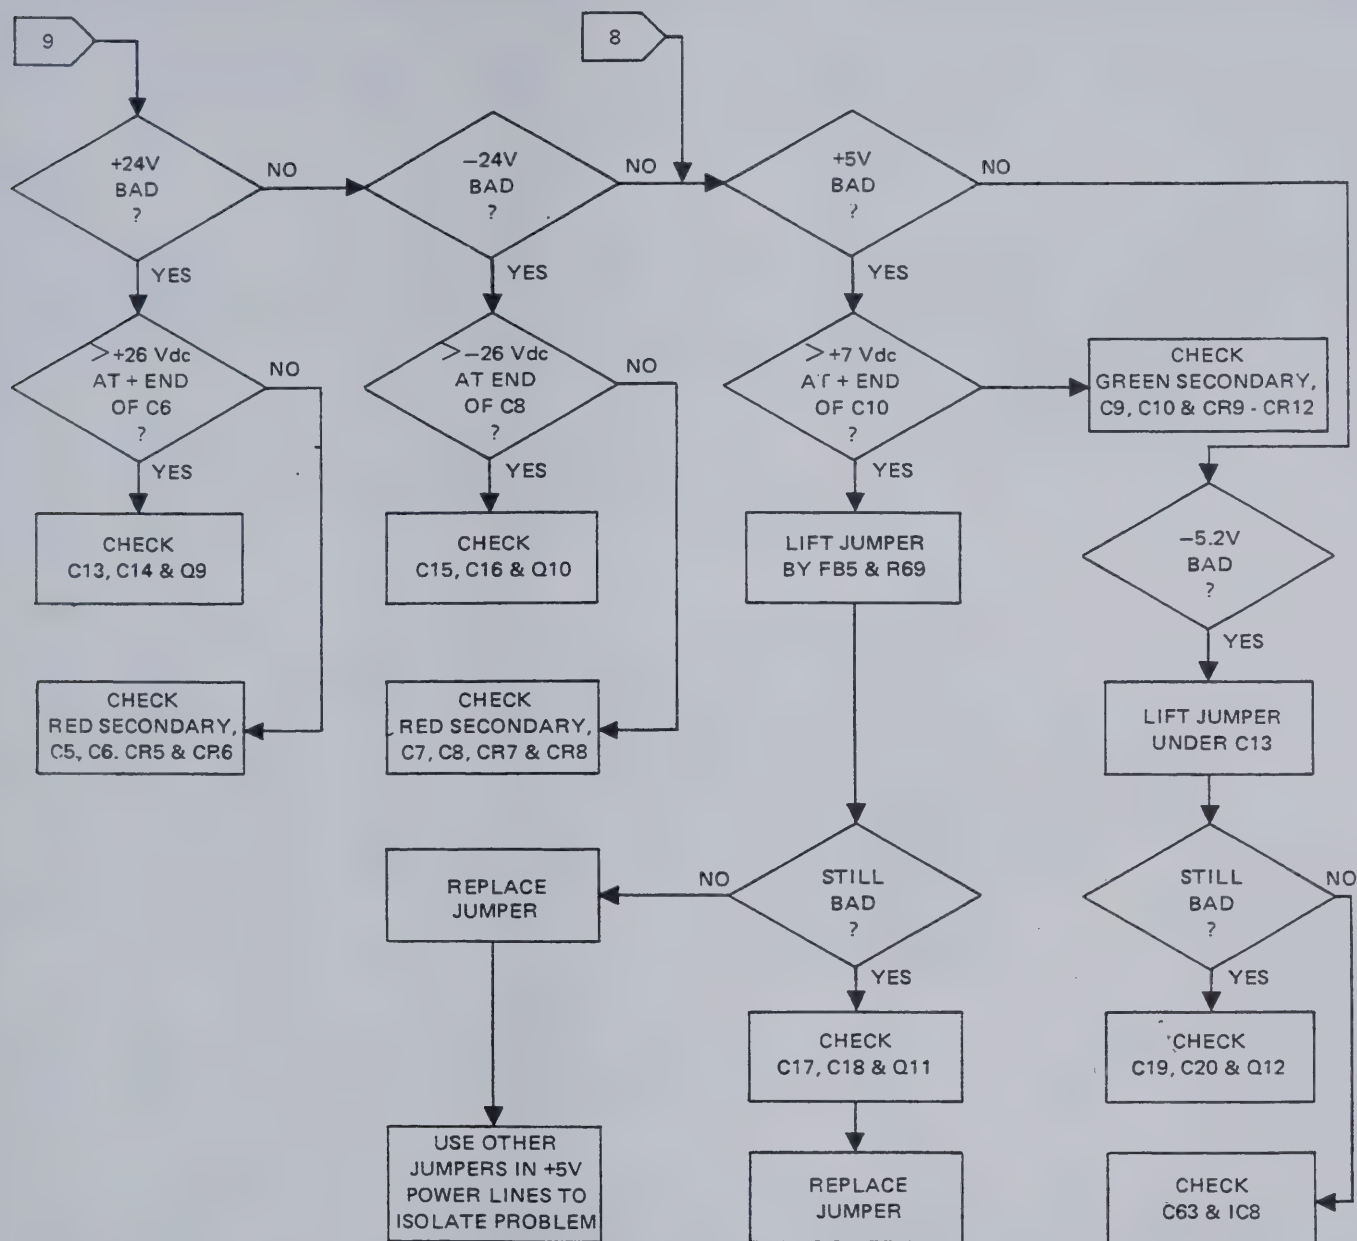 9
8
+24V
BAD
?
NO
−24V
BAD
?
NO
+5V
BAD
?
NO
YES
YES
YES
>+26 Vdc
AT + END
OF C6
?
NO
>−26 Vdc
AT END
OF C8
?
NO
>+7 Vdc
AT + END
OF C10
?
CHECK
GREEN SECONDARY,
C9, C10 & CR9 - CR12
YES
YES
YES
CHECK
C13, C14 & Q9
CHECK
C15, C16 & Q10
LIFT JUMPER
BY FB5 & R69
−5.2V
BAD
?
YES
CHECK
RED SECONDARY,
C5, C6. CR5 & CR6
CHECK
RED SECONDARY,
C7, C8, CR7 & CR8
LIFT JUMPER
UNDER C13
REPLACE
JUMPER
NO
STILL
BAD
?
STILL
BAD
?
NO
YES
YES
CHECK
C17, C18 & Q11
CHECK
C19, C20 & Q12
USE OTHER
JUMPERS IN +5V
POWER LINES TO
ISOLATE PROBLEM
REPLACE
JUMPER
CHECK
C63 & IC8